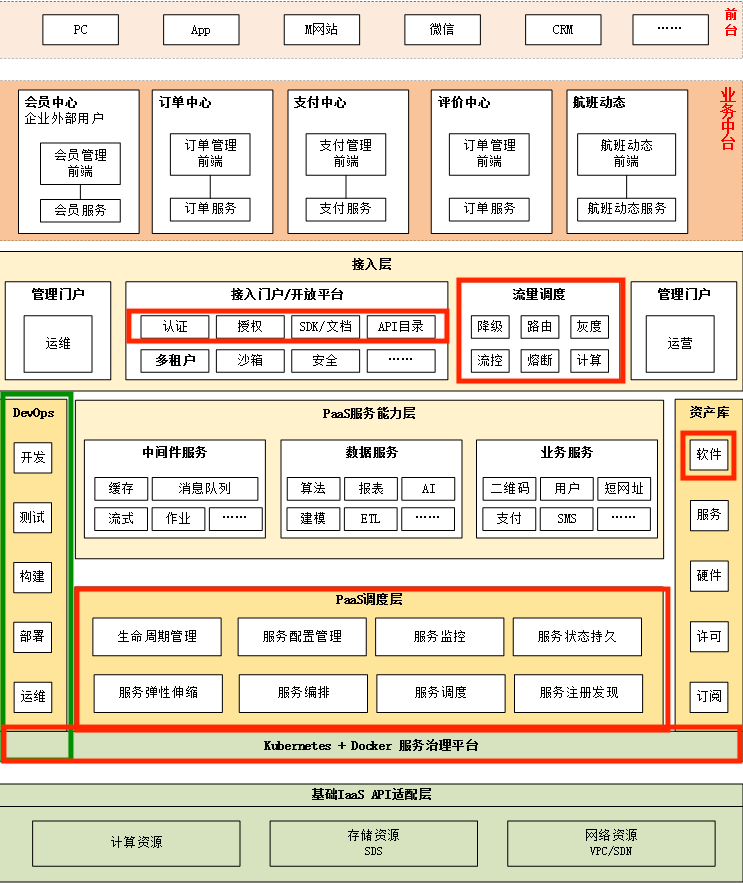 PC
App
M网站
微信
CRM
……
前台
业务中台
会员中心
企业外部用户
会员管理
前端
会员服务
订单中心
订单管理
前端
订单服务
支付中心
支付管理
前端
支付服务
评价中心
订单管理
前端
订单服务
航班动态
航班动态
前端
航班动态服务
接入层
管理门户
运维
接入门户/开放平台
认证
授权
SDK/文档
API目录
多租户
沙箱
安全
……
流量调度
降级
路由
灰度
流控
熔断
计算
管理门户
运营
DevOps
开发
测试
构建
部署
运维
PaaS服务能力层
中间件服务
缓存
消息队列
流式
作业
……
数据服务
算法
报表
AI
建模
ETL
……
业务服务
二维码
用户
短网址
支付
SMS
……
资产库
软件
服务
硬件
许可
订阅
PaaS调度层
生命周期管理
服务配置管理
服务监控
服务状态持久
服务弹性伸缩
服务编排
服务调度
服务注册发现
Kubernetes + Docker 服务治理平台
基础IaaS API适配层
计算资源
存储资源
SDS
网络资源
VPC/SDN